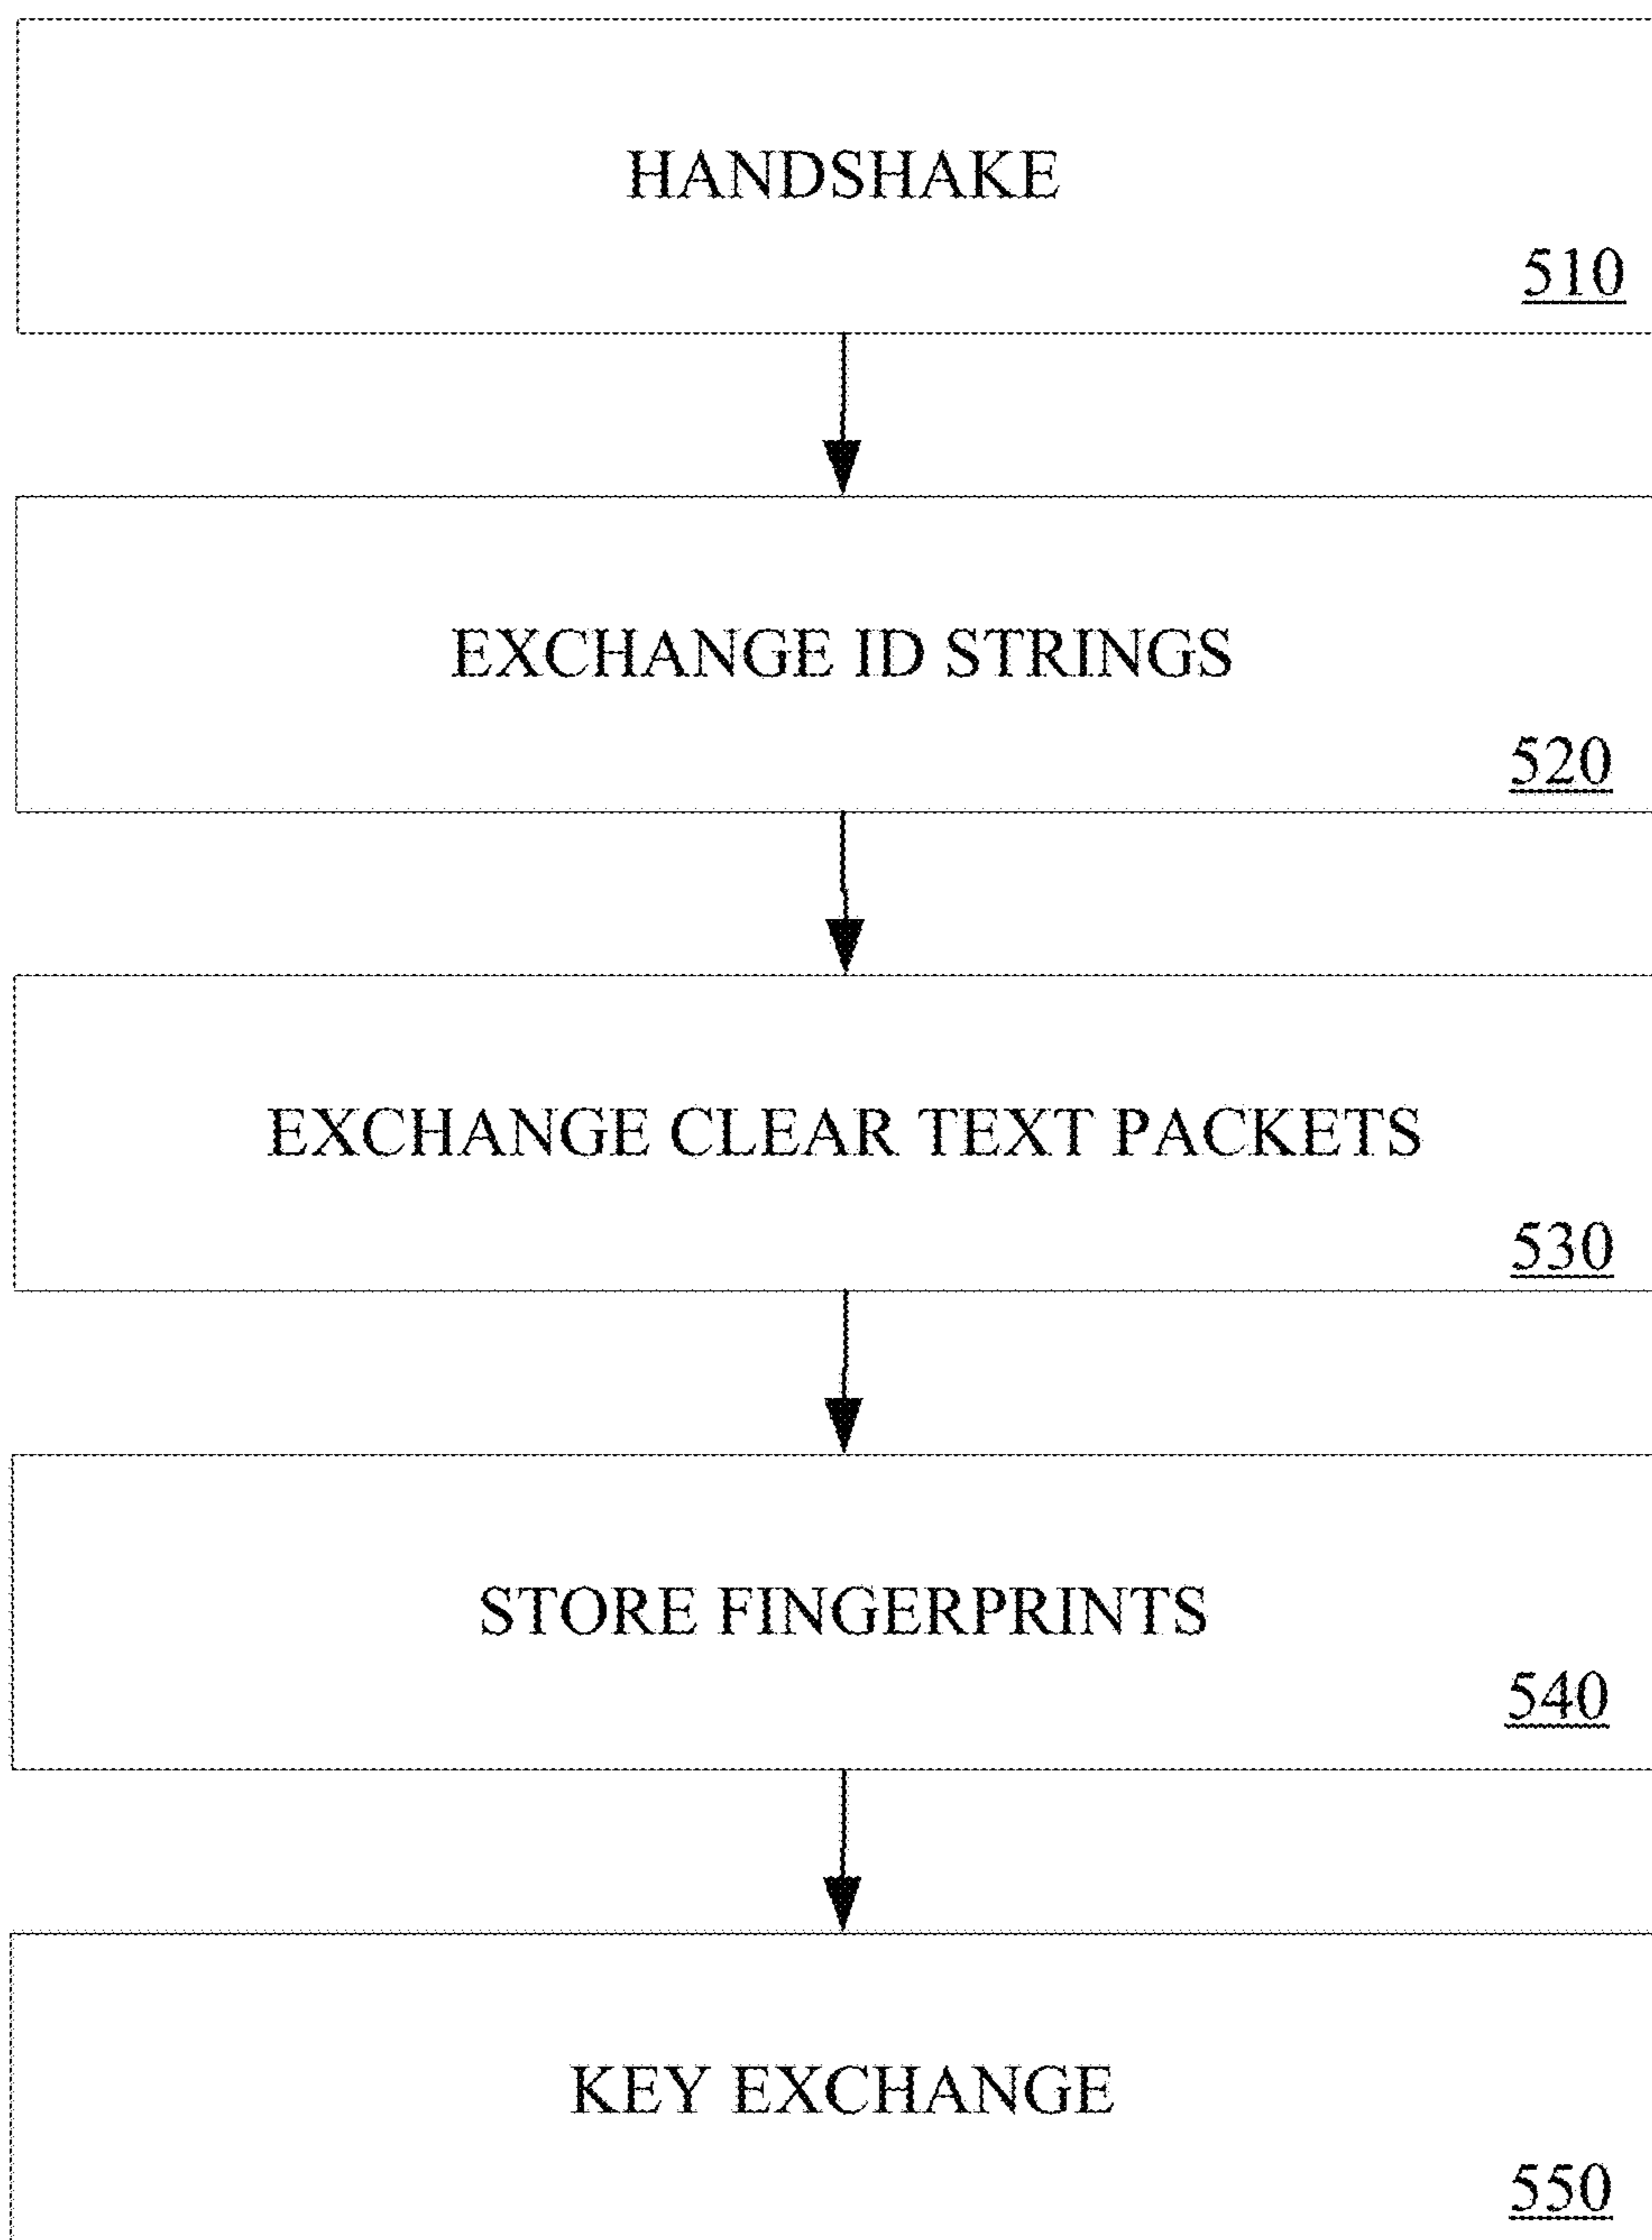 HANDSHAKE
510
EXCHANGE ID STRINGS
520
EXCHANGE CLEAR TEXT PACKETS
530
STORE FINGERPRINTS
540
KEY EXCHANGE
550